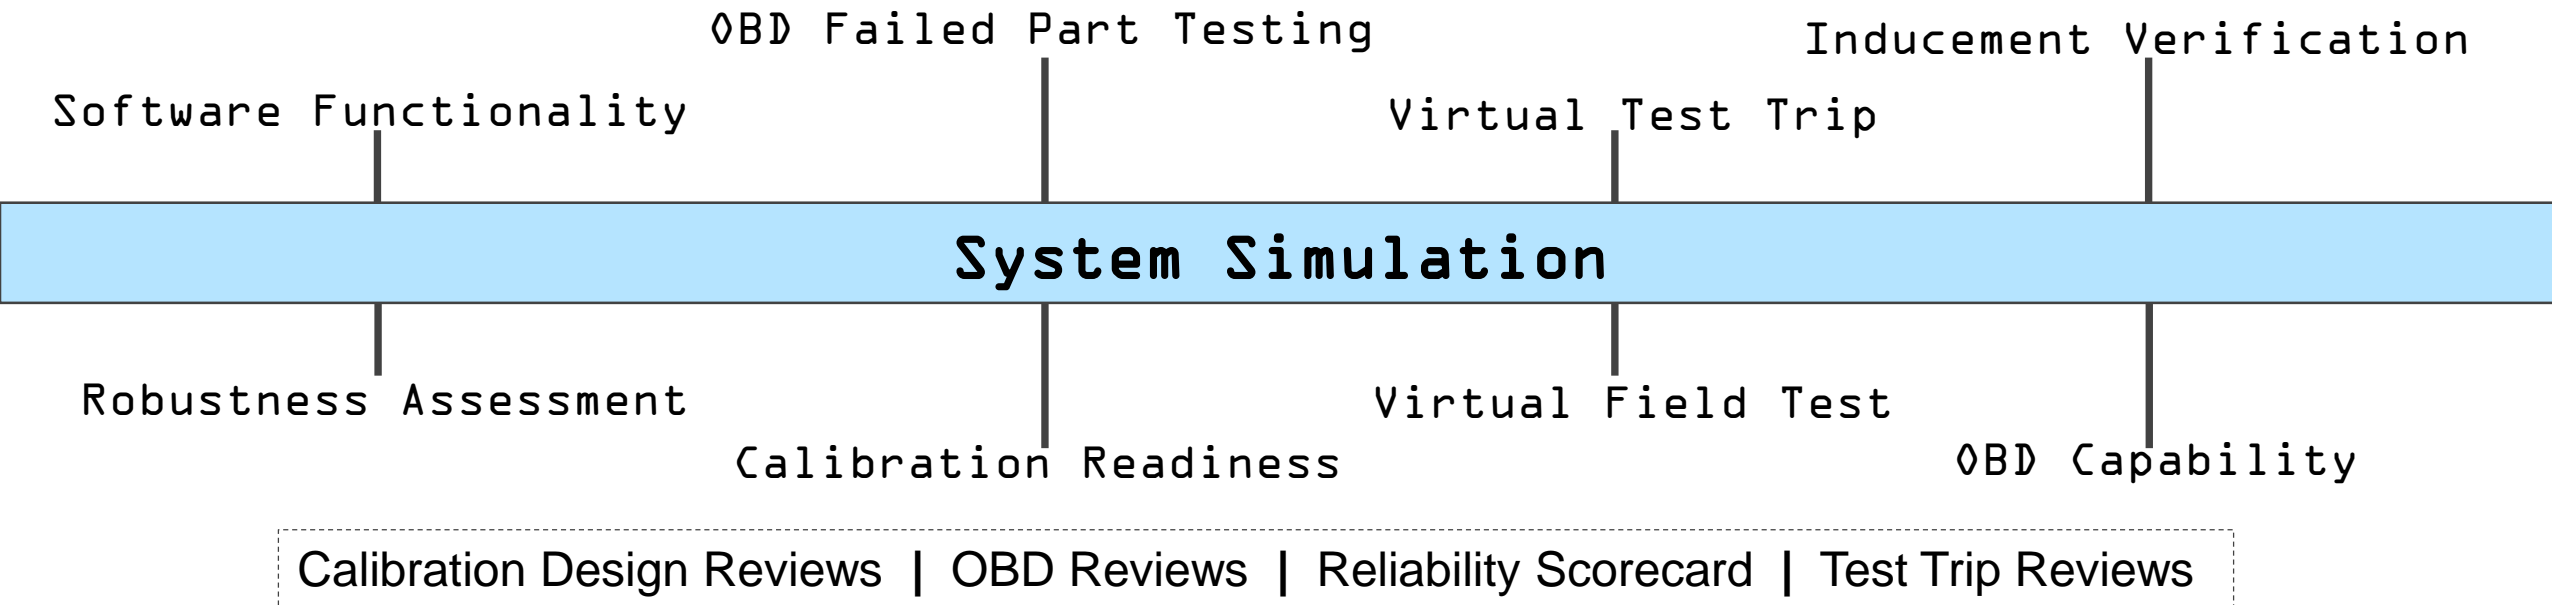 OBD Failed Part Testing
Inducement Verification
Software Functionality
Virtual Test Trip
System Simulation
Robustness Assessment
Virtual Field Test
Calibration Readiness
OBD Capability
Calibration Design Reviews | OBD Reviews | Reliability Scorecard | Test Trip Reviews